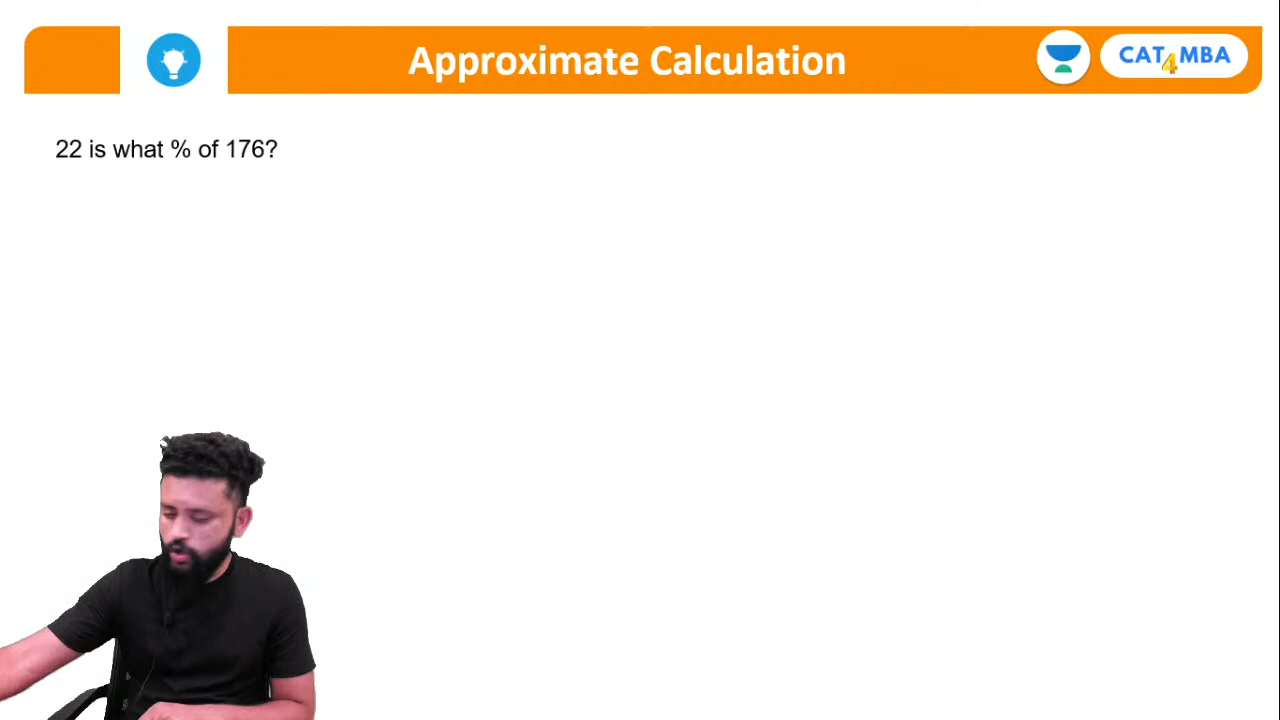 Approximate Calculation
CAT4MBA
22 is what % of 176?